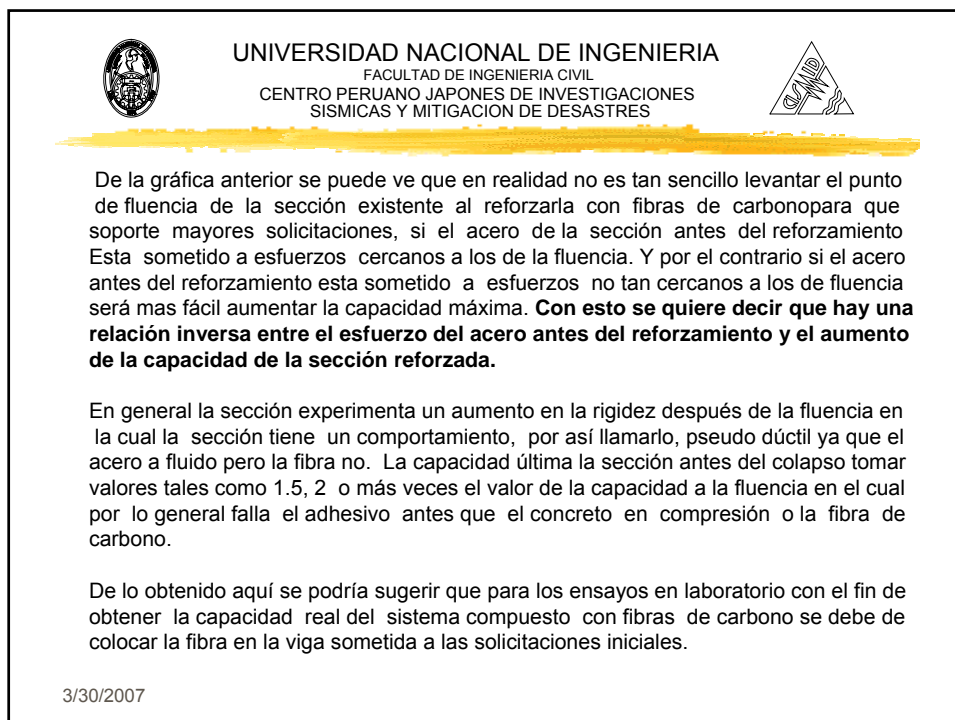 UNIVERSIDAD NACIONAL DE INGENIERIA
FACULTAD DE INGENIERIA CIVIL
CENTRO PERUANO JAPONES DE INVESTIGACIONES
SISMICAS Y MITIGACION DE DESASTRES
CISMID
De la gráfica anterior se puede ve que en realidad no es tan sencillo levantar el punto
de fluencia de la sección existente al reforzarla con fibras de carbonopara que
soporte mayores solicitaciones, si el acero de la sección antes del reforzamiento
Esta sometido a esfuerzos cercanos a los de la fluencia. Y por el contrario si el acero
antes del reforzamiento esta sometido a esfuerzos no tan cercanos a los de fluencia
será mas fácil aumentar la capacidad máxima. Con esto se quiere decir que hay una
relación inversa entre el esfuerzo del acero antes del reforzamiento y el aumento
de la capacidad de la sección reforzada.
En general la sección experimenta un aumento en la rigidez después de la fluencia en
la cual la sección tiene un comportamiento, por así llamarlo, pseudo dúctil ya que el
acero a fluido pero la fibra no. La capacidad última la sección antes del colapso tomar
valores tales como 1.5, 2 o más veces el valor de la capacidad a la fluencia en el cual
por lo general falla el adhesivo antes que el concreto en compresión o la fibra de
carbono.
De lo obtenido aquí se podría sugerir que para los ensayos en laboratorio con el fin de
obtener la capacidad real del sistema compuesto con fibras de carbono se debe de
colocar la fibra en la viga sometida a las solicitaciones iniciales.
3/30/2007